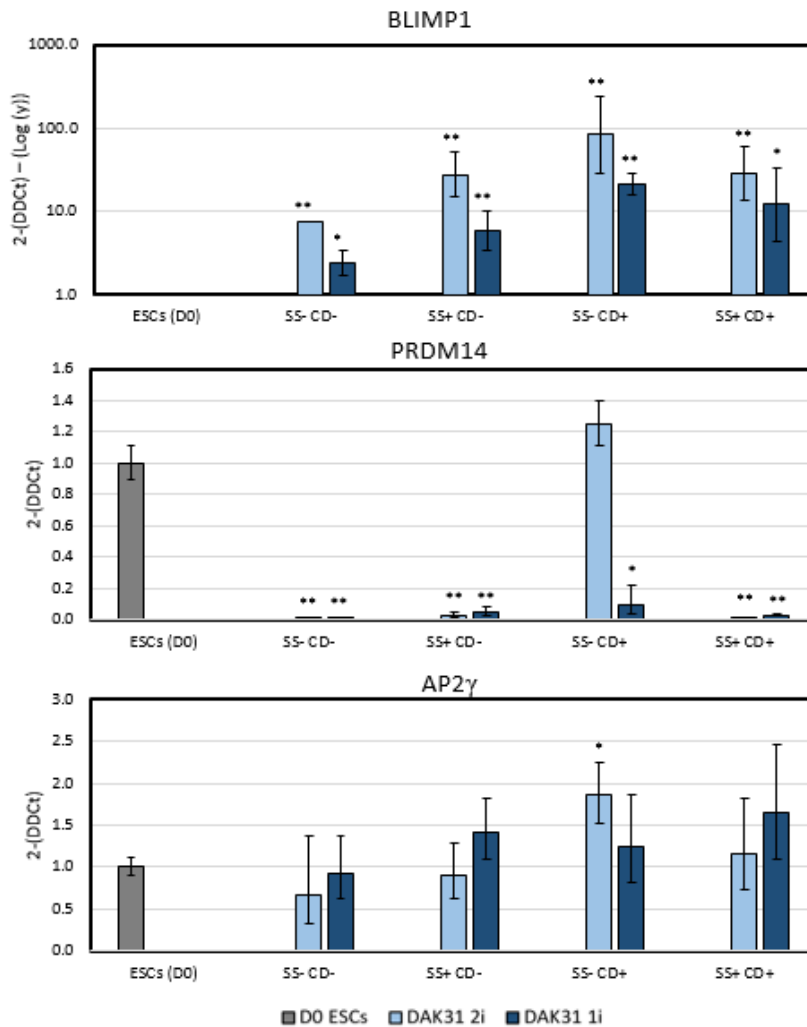 BLIMP1
2-(DDCt) – (Log (y))
1000.0
100.0
10.0
1.0
** * ** ** ** ** ** *
ESCs (D0) SS- CD- SS+ CD- SS- CD+ SS+ CD+
PRDM14
2-(DDCt)
1.6
1.4
1.2
1.0
0.8
0.6
0.4
0.2
0.0
** ** ** ** * ** **
ESCs (D0) SS- CD- SS+ CD- SS- CD+ SS+ CD+
AP2γ
2-(DDCt)
3.0
2.5
2.0
1.5
1.0
0.5
0.0
*
ESCs (D0) SS- CD- SS+ CD- SS- CD+ SS+ CD+
D0 ESCs DAK31 2i DAK31 1i